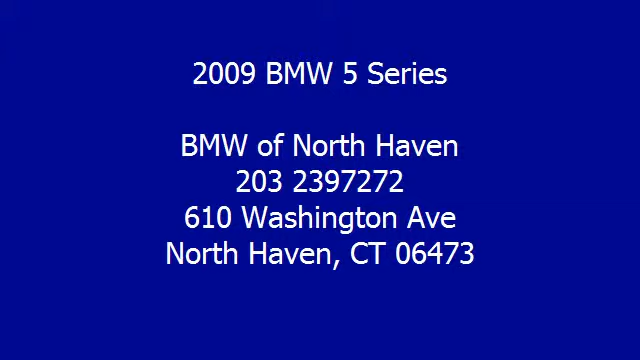 2009 BMW 5 Series
BMW of North Haven
203 2397272
610 Washington Ave
North Haven, CT 06473